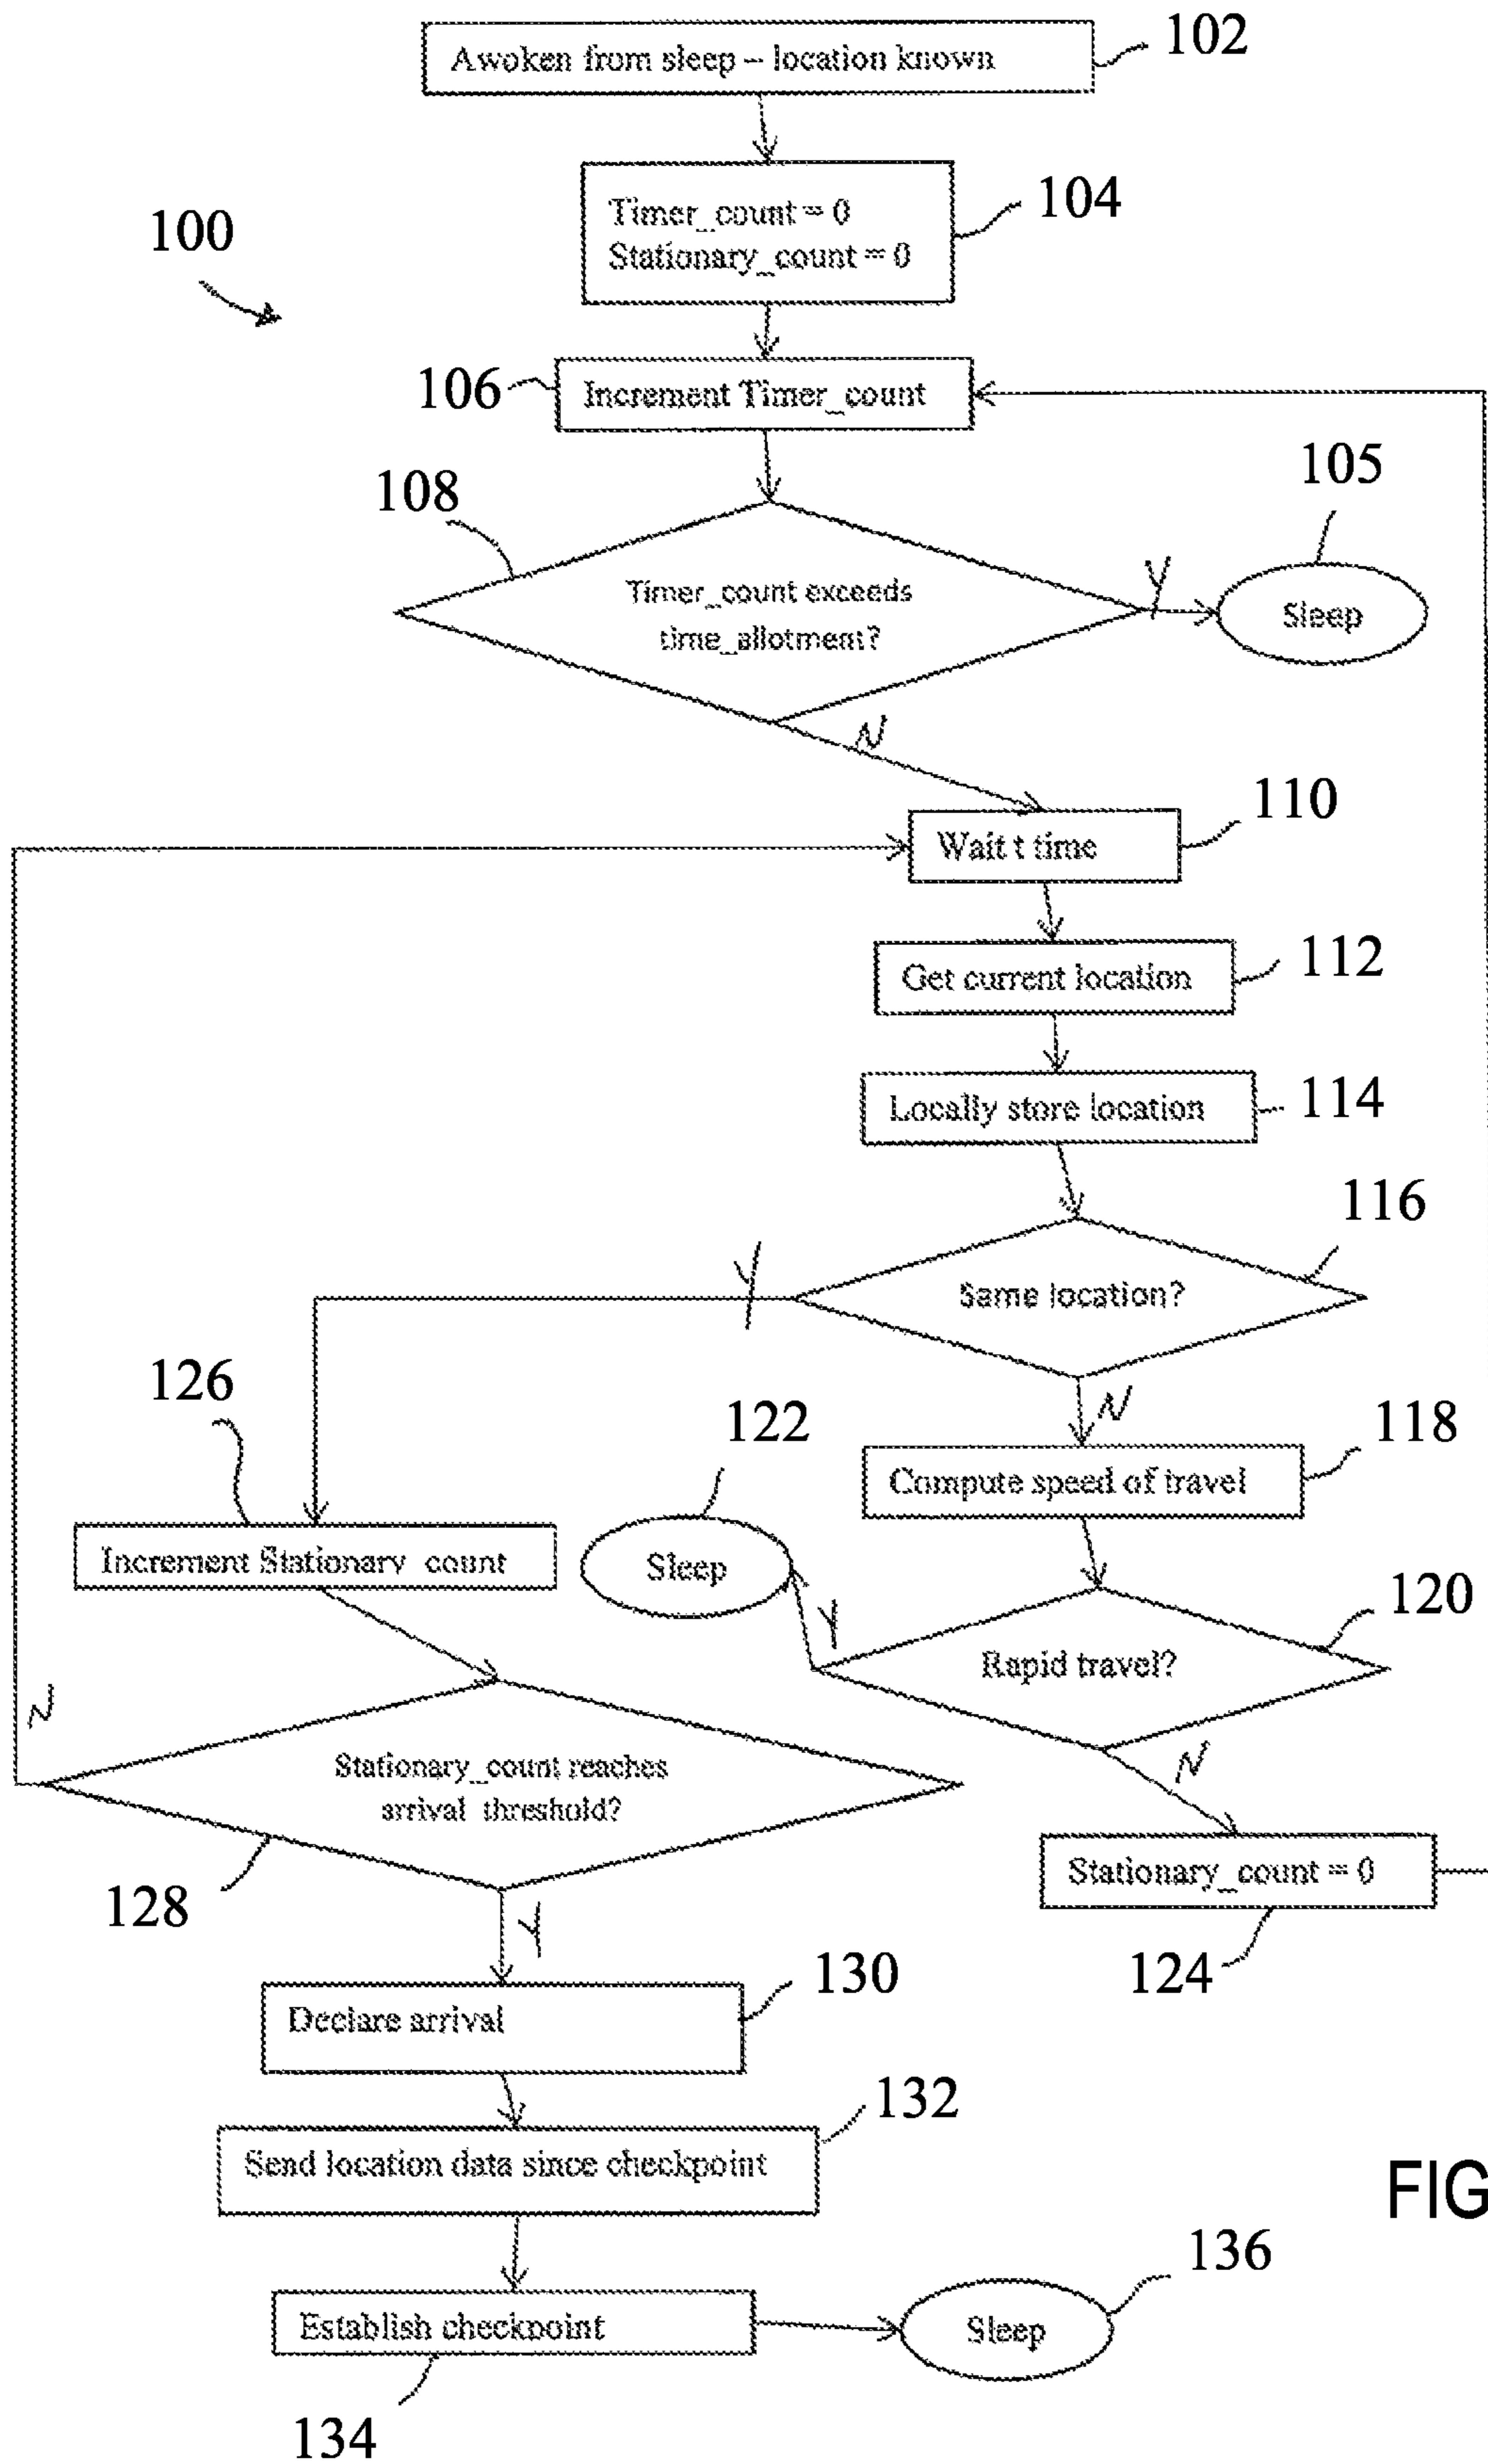 Awoken from sleep – location known
102
Timer_count = 0
Stationary_count = 0
104
100
106
Increment Timer_count
108
105
Timer_count exceeds
time_allotment?
Y
Sleep
N
110
Wait t time
Get current location
112
Locally store location
114
116
Same location?
Y
126
122
N
118
Compute speed of travel
Increment Stationary_count
Sleep
Y
120
Rapid travel?
N
Stationary_count reaches
arrival_threshold?
N
128
Stationary_count = 0
Y
124
130
Declare arrival
132
Send location data since checkpoint
FIG
136
Establish checkpoint
Sleep
134